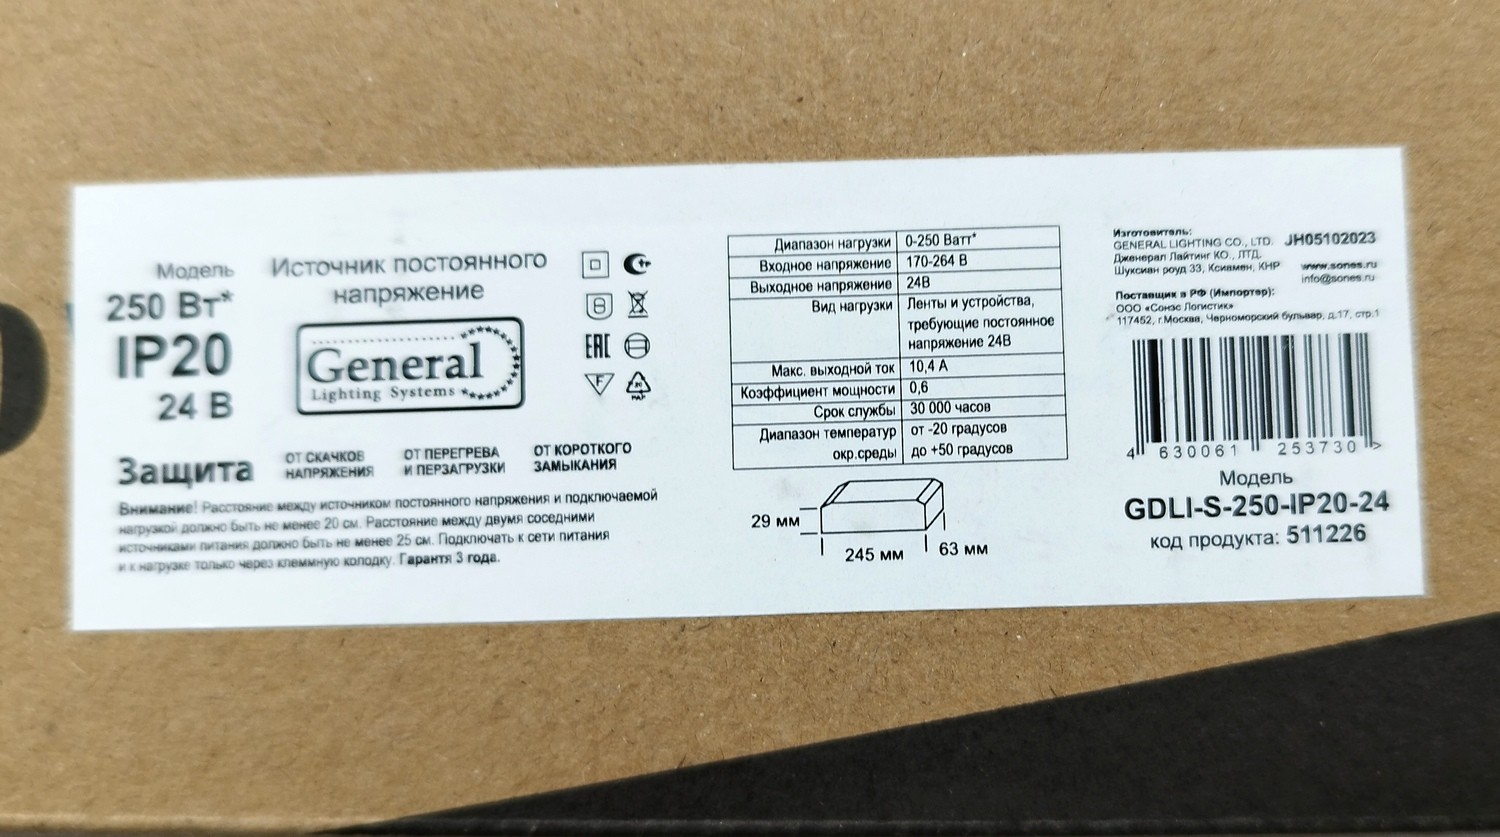 Модель
250 Вт*
IP20
24 В
Источник постоянного
напряжение
General
Lighting Systems
EAC
F
PAP
Защита
ОТ СКАЧКОВ
НАПРЯЖЕНИЯ
ОТ ПЕРЕГРЕВА
И ПЕРЗАГРУЗКИ
ОТ КОРОТКОГО
ЗАМЫКАНИЯ
Внимание! Расстояние между источником постоянного напряжения и подключаемой
нагрузкой должно быть не менее 20 см. Расстояние между двумя соседними
источниками питания должно быть не менее 25 см. Подключать к сети питания
и к нагрузке только через клеммную колодку. Гарантя 3 года.
Диапазон нагрузки 0-250 Ватт*
Входное напряжение 170-264 В
Выходное напряжение 24В
Вид нагрузки Ленты и устройства,
требующие постоянное
напряжение 24В
Макс. выходной ток 10,4 А
Коэффициент мощности 0,6
Срок службы 30 000 часов
Диапазон температур от -20 градусов
окр.среды до +50 градусов
29 мм
245 мм
63 мм
Изготовитель:
GENERAL LIGHTING CO., LTD.
Дженерал Лайтинг КО., ЛТД.
Шуксиан роуд 33, Ксиамен, КНР
JH05102023
www.sones.ru
info@sones.ru
Поставщик в РФ (Импортер):
ООО «Сонэс Логистик»
117452, г.Москва, Черноморский бульвар, д.17, стр.1
4 630061 253730 >
Модель
GDLI-S-250-IP20-24
код продукта: 511226